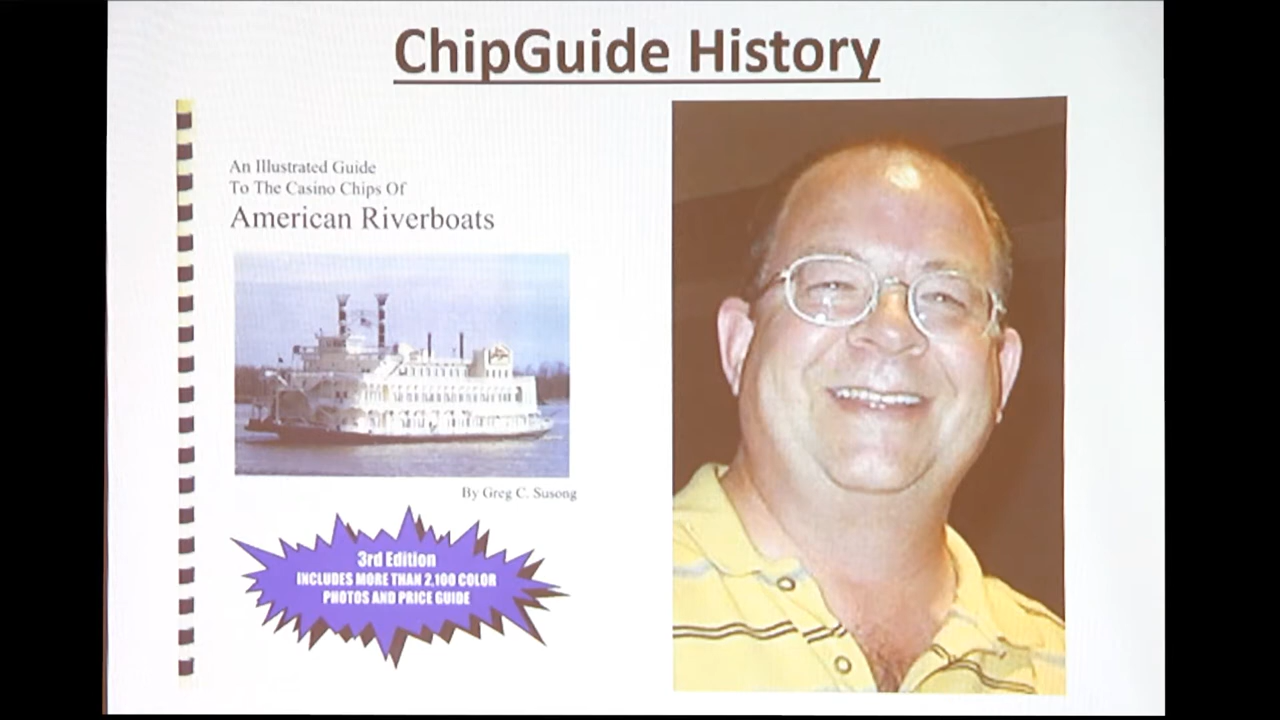 ChipGuide History
An Illustrated Guide
To The Casino Chips Of
American Riverboats
By Greg C. Susong
3rd Edition
INCLUDES MORE THAN 2,100 COLOR
PHOTOS AND PRICE GUIDE